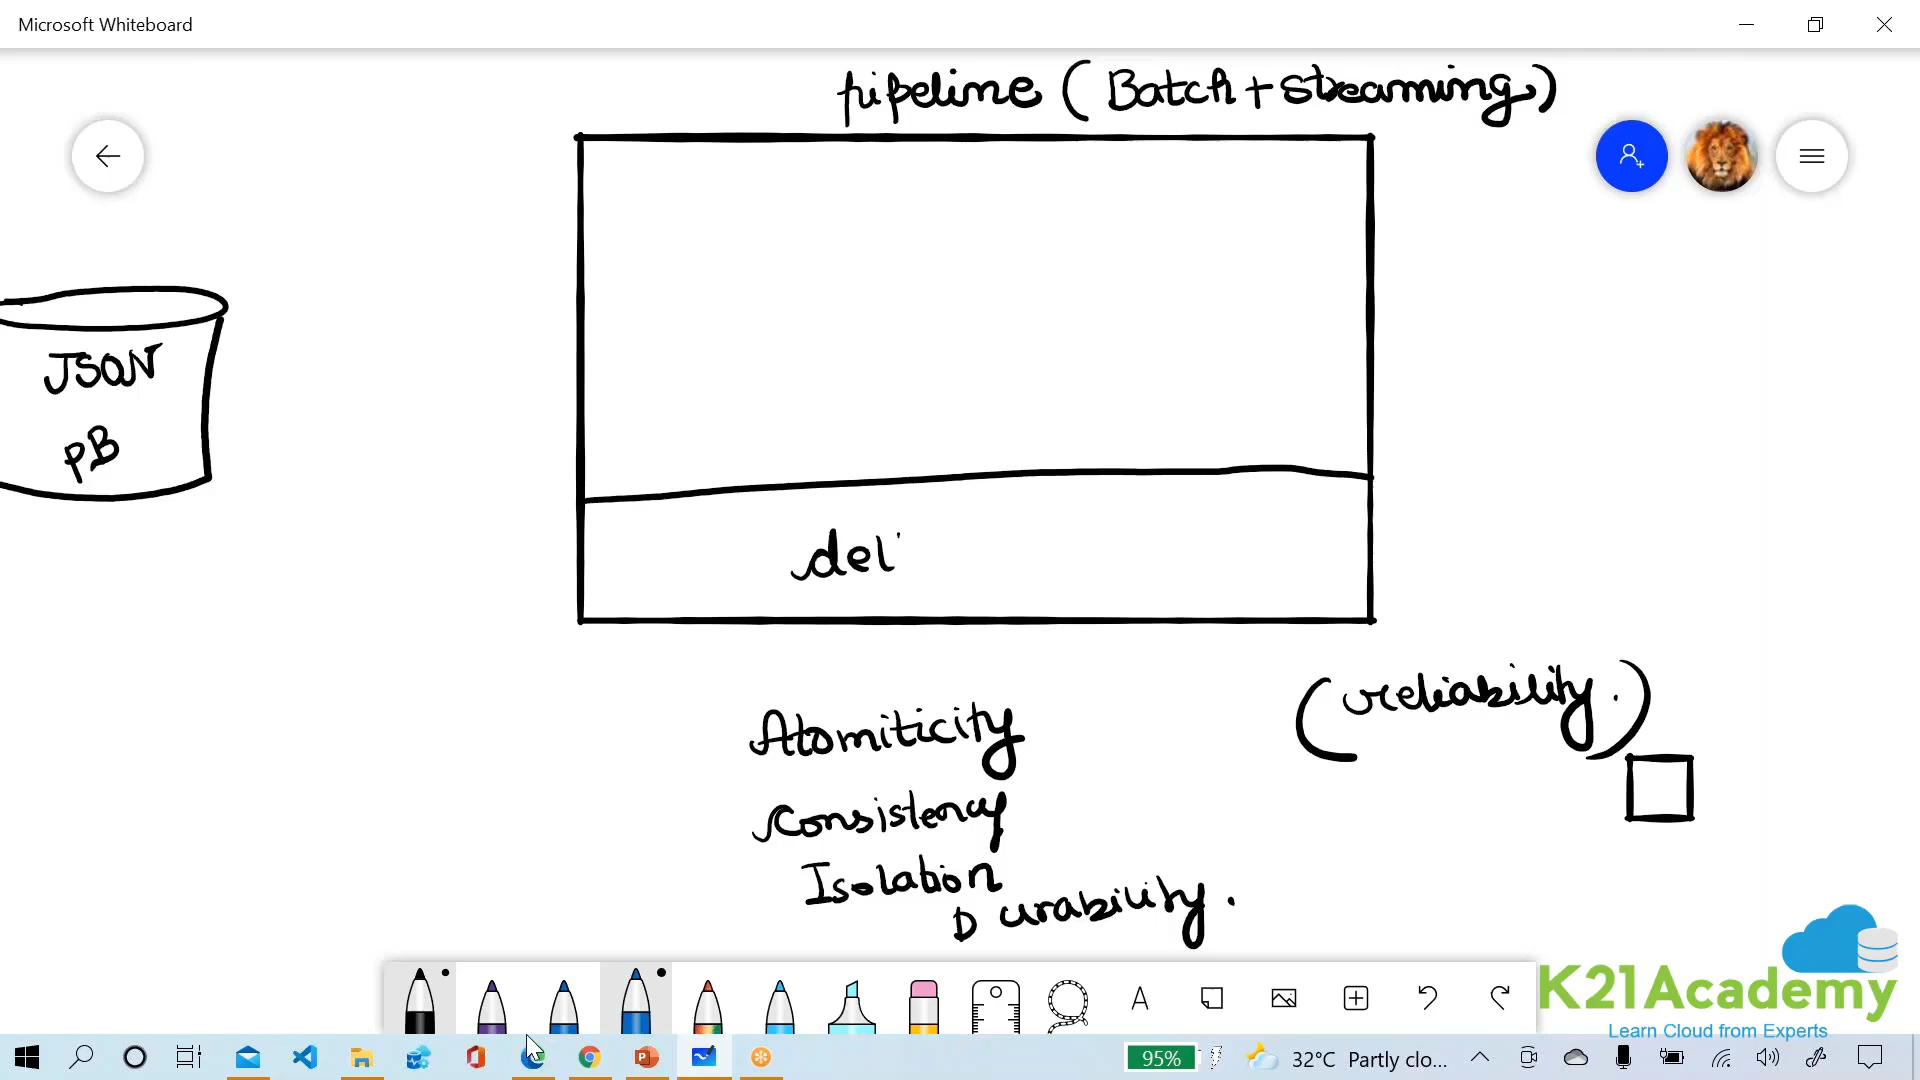 Microsoft Whiteboard
pipeline (Batch + streaming)
JSON
PB
del
(reliability.)
Atomiticity
Consistency
Isolation
Durability.
A
K21Academy
Learn Cloud from Experts
95%
32°C Partly clo...